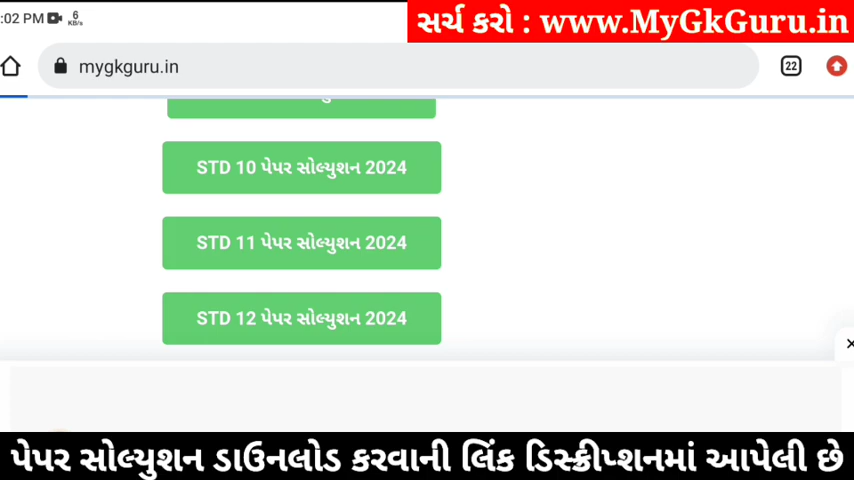 :02 PM 6 KB/s
સર્ચ કરો : www.MyGkGuru.in
mygkguru.in 22
STD 10 પેપર સોલ્યુશન 2024
STD 11 પેપર સોલ્યુશન 2024
STD 12 પેપર સોલ્યુશન 2024
પેપર સોલ્યુશન ડાઉનલોડ કરવાની લિંક ડિસ્ક્રીપ્શનમાં આપેલી છે